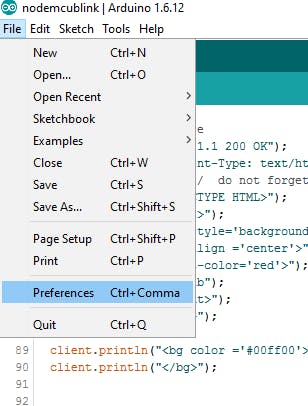 nodemcublink | Arduino 1.6.12
File Edit Sketch Tools Help
New Ctrl+N
Open... Ctrl+O
Open Recent >
Sketchbook >
Examples >
Close Ctrl+W
Save Ctrl+S
Save As... Ctrl+Shift+S
Page Setup Ctrl+Shift+P
Print Ctrl+P
Preferences Ctrl+Comma
Quit Ctrl+Q
e
1.1 200 OK");
nt-Type: text/ht
/ do not forget
TYPE HTML>");
>");
style='background
align ='center'>"
-color='red'>");
b");
t>");
");
89 client.println("<bg color ='#00ff00'>
90 client.println("</bg>");
91
92